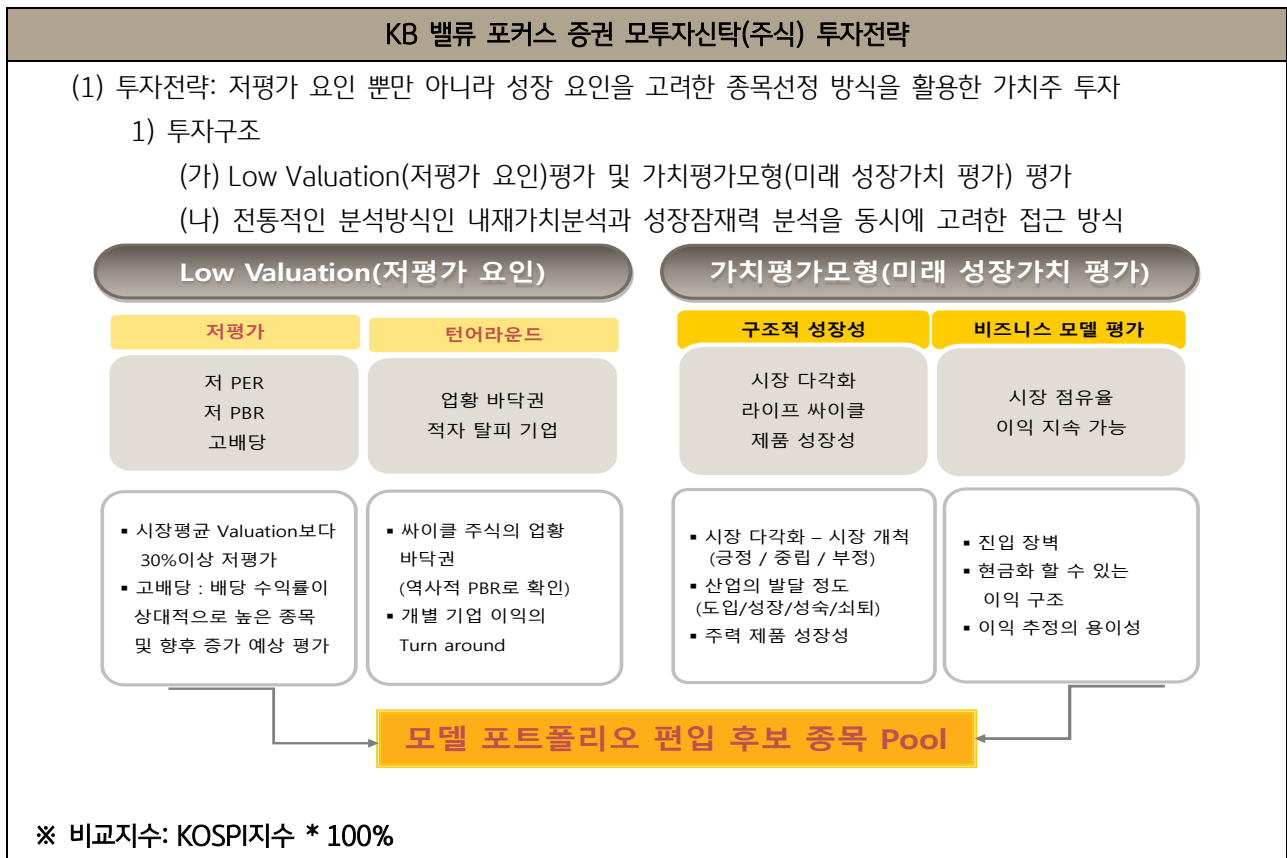 KB 밸류 포커스 증권 모투자신탁(주식) 투자전략
(1) 투자전략: 저평가 요인 뿐만 아니라 성장 요인을 고려한 종목선정 방식을 활용한 가치주 투자
1) 투자구조
(가) Low Valuation(저평가 요인)평가 및 가치평가모형(미래 성장가치 평가) 평가
(나) 전통적인 분석방식인 내재가치분석과 성장잠재력 분석을 동시에 고려한 접근 방식
Low Valuation(저평가 요인)
저평가
저 PER
저 PBR
고배당
▪ 시장평균 Valuation보다
30%이상 저평가
▪ 고배당 : 배당 수익률이
상대적으로 높은 종목
및 향후 증가 예상 평가
턴어라운드
업황 바닥권
적자 탈피 기업
▪ 싸이클 주식의 업황
바닥권
(역사적 PBR로 확인)
▪ 개별 기업 이익의
Turn around
가치평가모형(미래 성장가치 평가)
구조적 성장성
시장 다각화
라이프 싸이클
제품 성장성
▪ 시장 다각화 – 시장 개척
(긍정 / 중립 / 부정)
▪ 산업의 발달 정도
(도입/성장/성숙/쇠퇴)
▪ 주력 제품 성장성
비즈니스 모델 평가
시장 점유율
이익 지속 가능
▪ 진입 장벽
▪ 현금화 할 수 있는
이익 구조
▪ 이익 추정의 용이성
모델 포트폴리오 편입 후보 종목 Pool
※ 비교지수: KOSPI지수 * 100%